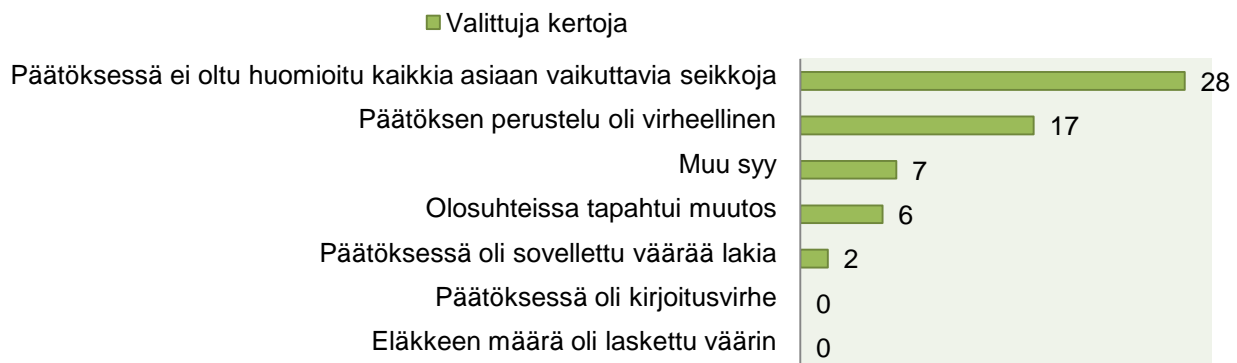 Valittuja kertoja
Päätöksessä ei oltu huomioitu kaikkia asiaan vaikuttavia seikkoja 28
Päätöksen perustelu oli virheellinen 17
Muu syy 7
Olosuhteissa tapahtui muutos 6
Päätöksessä oli sovellettu väärää lakia 2
Päätöksessä oli kirjoitusvirhe 0
Eläkkeen määrä oli laskettu väärin 0